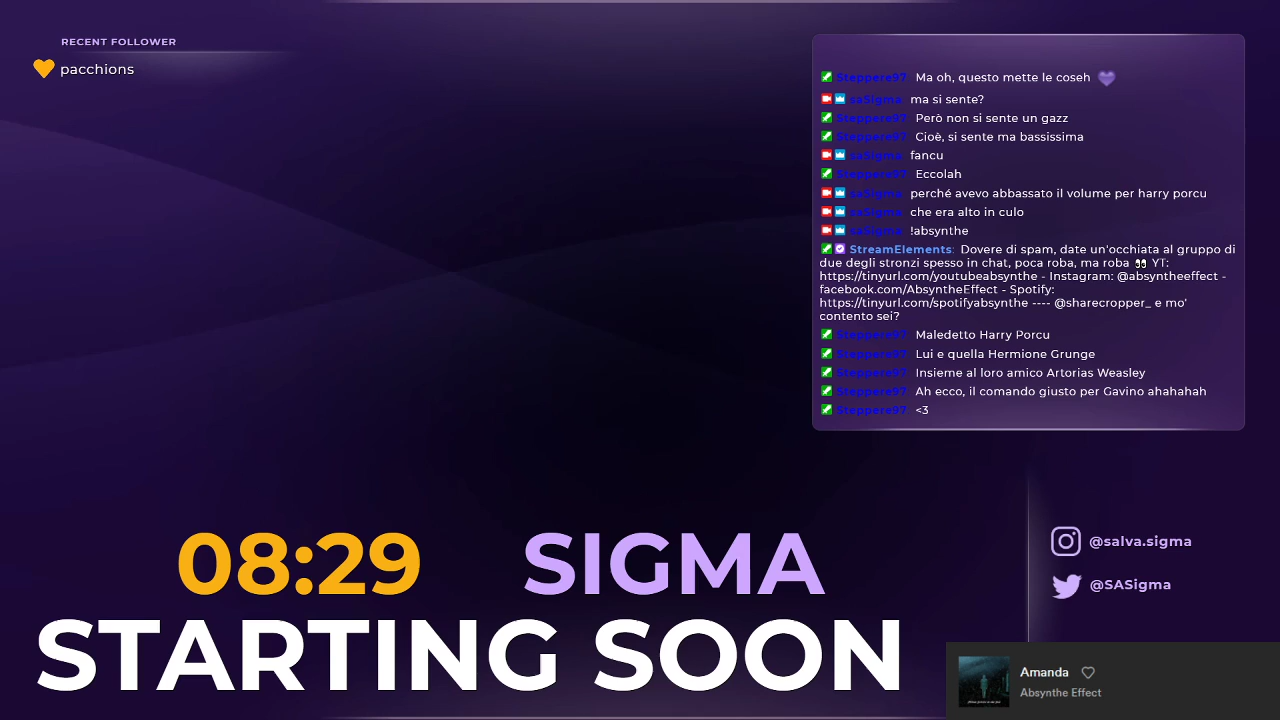 RECENT FOLLOWER
pacchions
Steppere97 Ma oh, questo mette le coseh
saSigma ma si sente?
Steppere97 Però non si sente un gazz
Steppere97 Cioè, si sente ma bassissima
saSigma fancu
Steppere97 Eccolah
saSigma perché avevo abbassato il volume per harry porcu
saSigma che era alto in culo
saSigma !absynthe
StreamElements: Dovere di spam, date un'occhiata al gruppo di
due degli stronzi spesso in chat, poca roba, ma roba 👀 YT:
https://tinyurl.com/youtubeabsynthe - Instagram: @absyntheeffect -
facebook.com/AbsyntheEffect - Spotify:
https://tinyurl.com/spotifyabsynthe ---- @sharecropper_ e mo'
contento sei?
Steppere97 Maledetto Harry Porcu
Steppere97 Lui e quella Hermione Grunge
Steppere97 Insieme al loro amico Artorias Weasley
Steppere97 Ah ecco, il comando giusto per Gavino ahahahah
Steppere97 <3
08:29 SIGMA
STARTING SOON
@salva.sigma
@SASigma
Amanda
Absynthe Effect